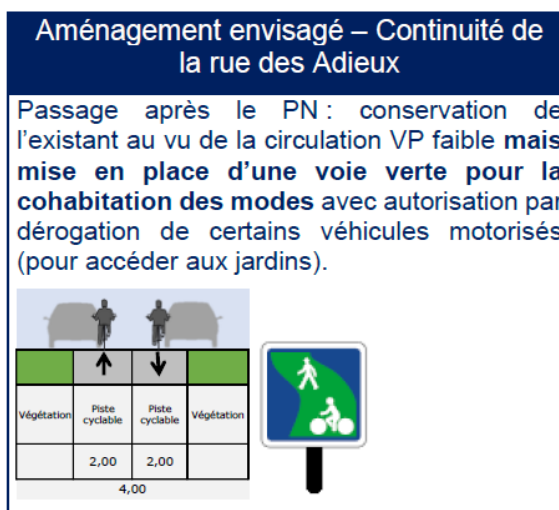 Aménagement envisagé – Continuité de
la rue des Adieux
Passage après le PN : conservation de
l'existant au vu de la circulation VP faible mais
mise en place d'une voie verte pour la
cohabitation des modes avec autorisation par
dérogation de certains véhicules motorisés
(pour accéder aux jardins).
Végétation Piste cyclable Piste cyclable Végétation
2,00 2,00
4,00